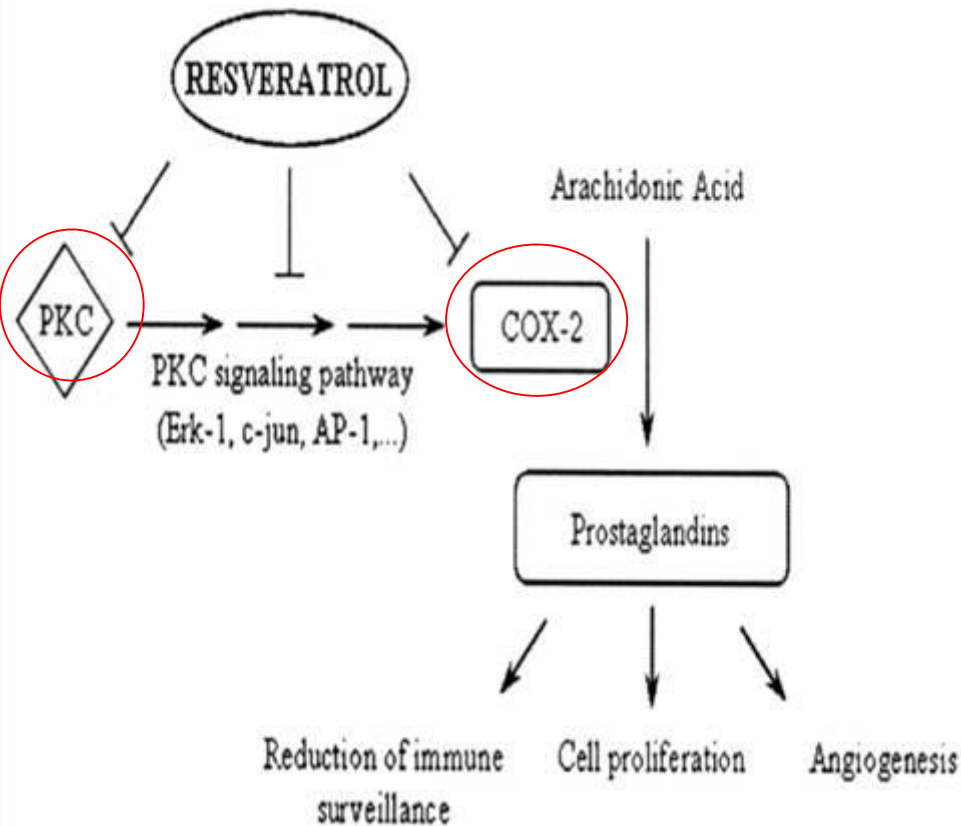 RESVERATROL
Arachidonic Acid
PKC
COX-2
PKC signaling pathway
(Erk-1, c-jun, AP-1,...)
Prostaglandins
Reduction of immune
surveillance
Cell proliferation
Angiogenesis